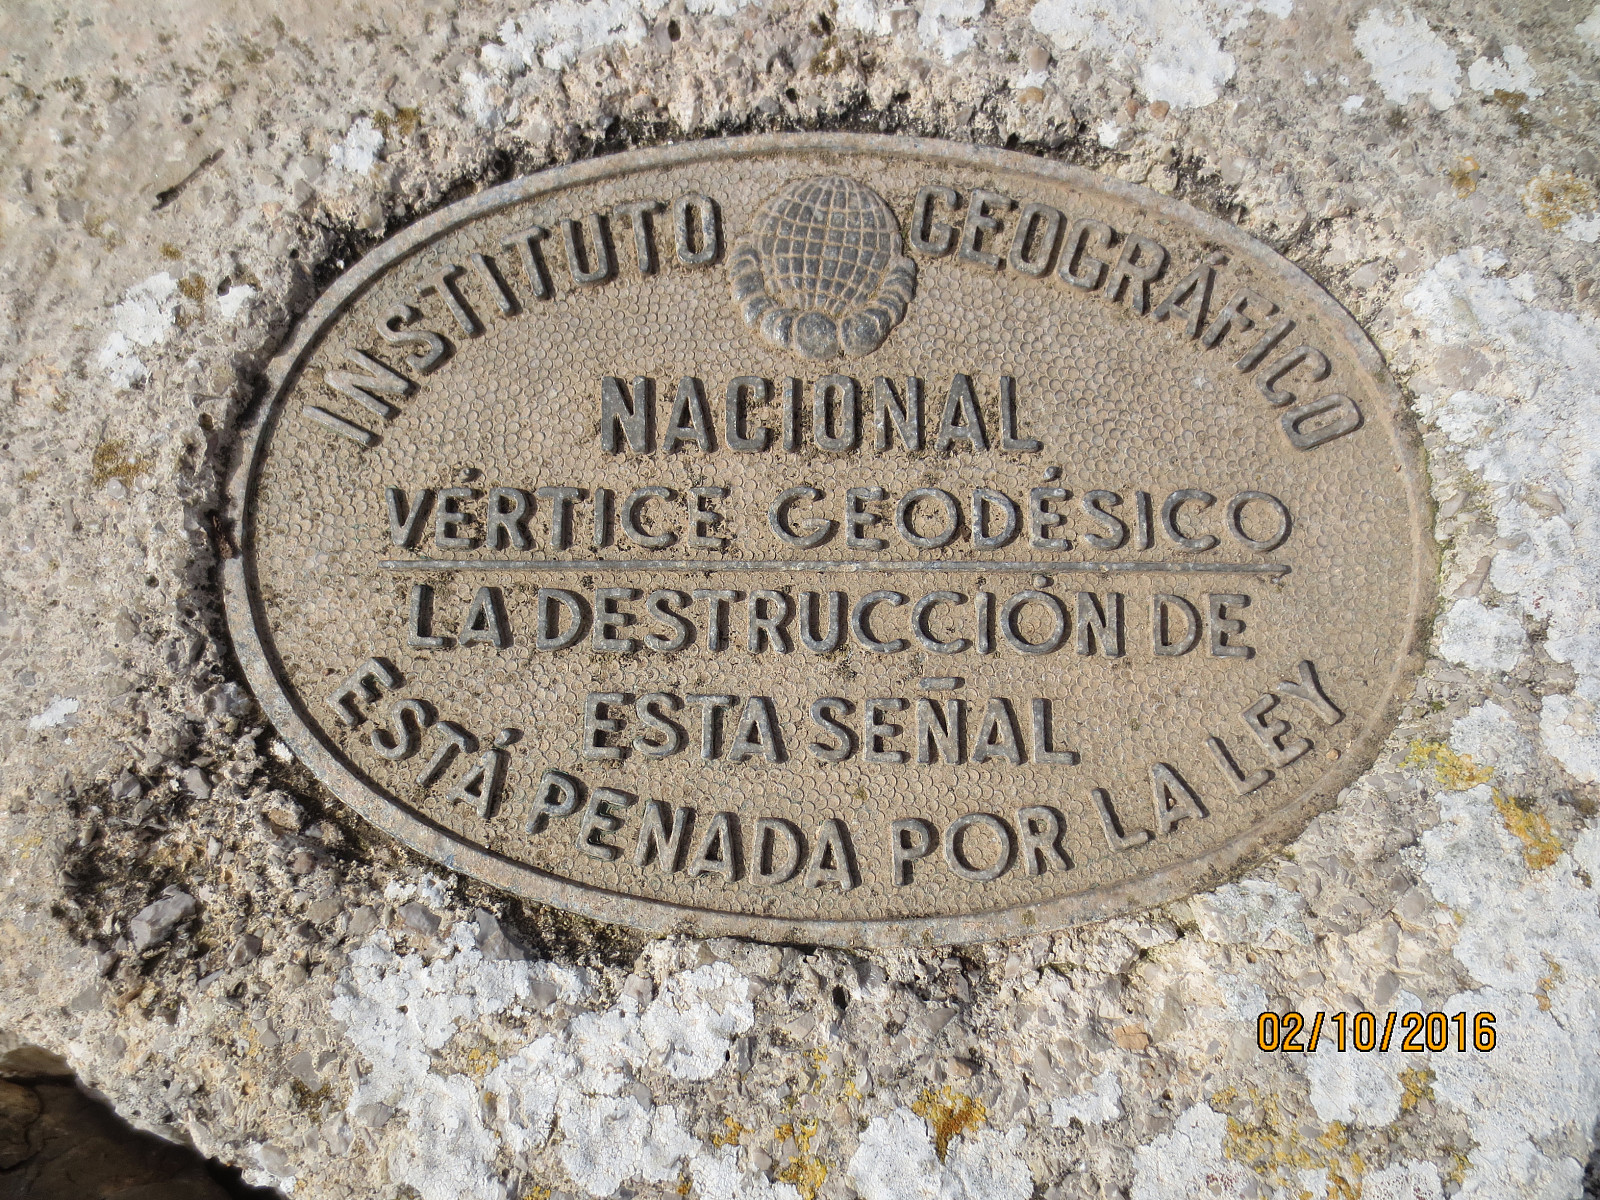 INSTITUTO GEOGRÁFICO
NACIONAL
VÉRTICE GEODÉSICO
LA DESTRUCCIÓN DE
ESTA SEÑAL
ESTÁ PENADA POR LA LEY
02/10/2016